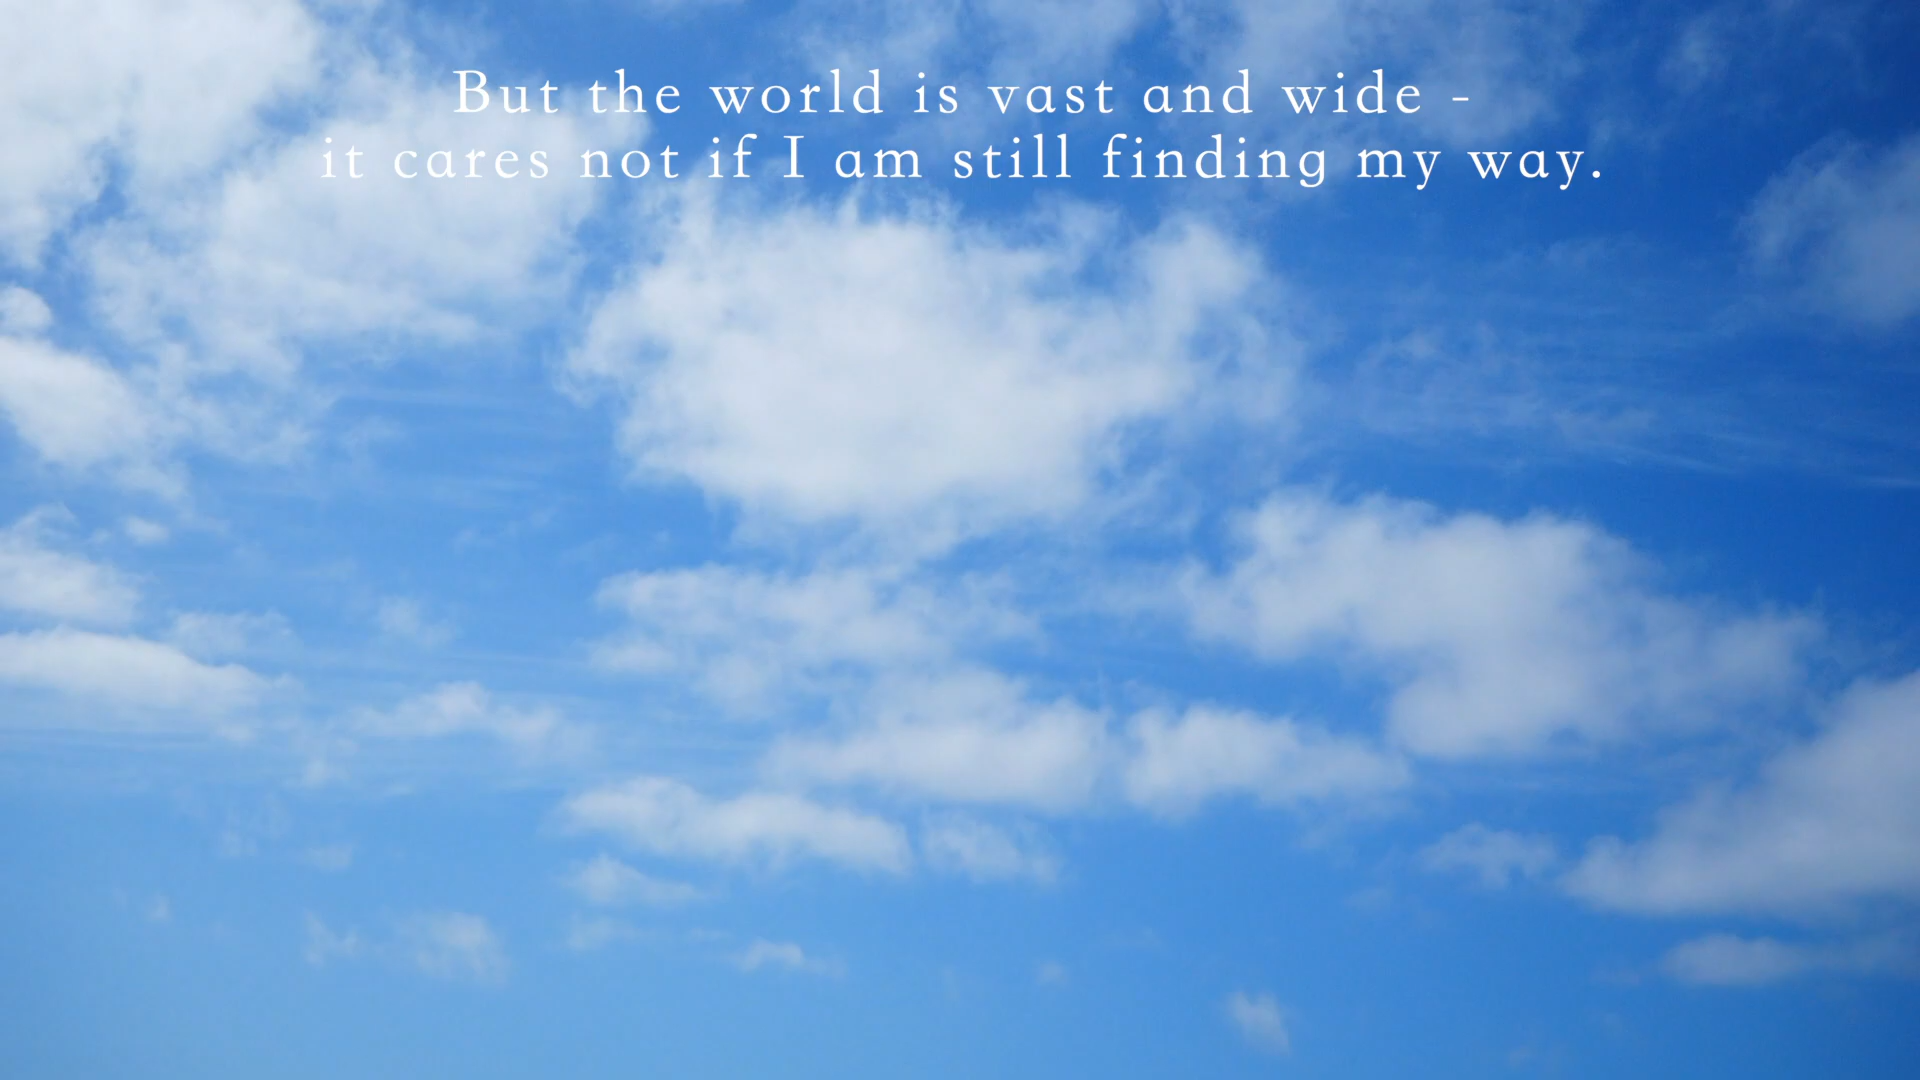 But the world is vast and wide -
it cares not if I am still finding my way.